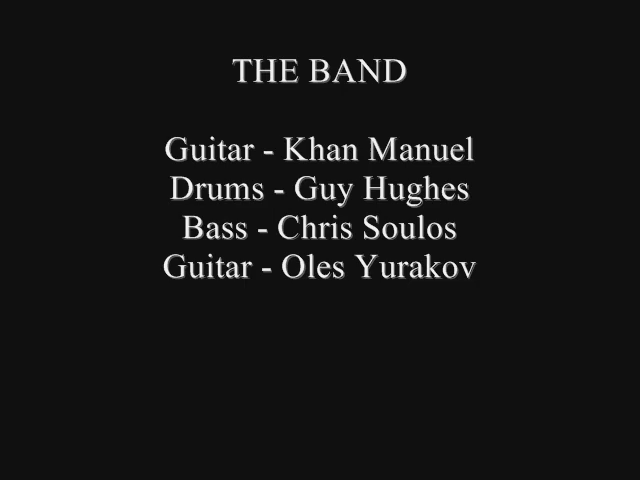 THE BAND
Guitar - Khan Manuel
Drums - Guy Hughes
Bass - Chris Soulos
Guitar - Oles Yurakov